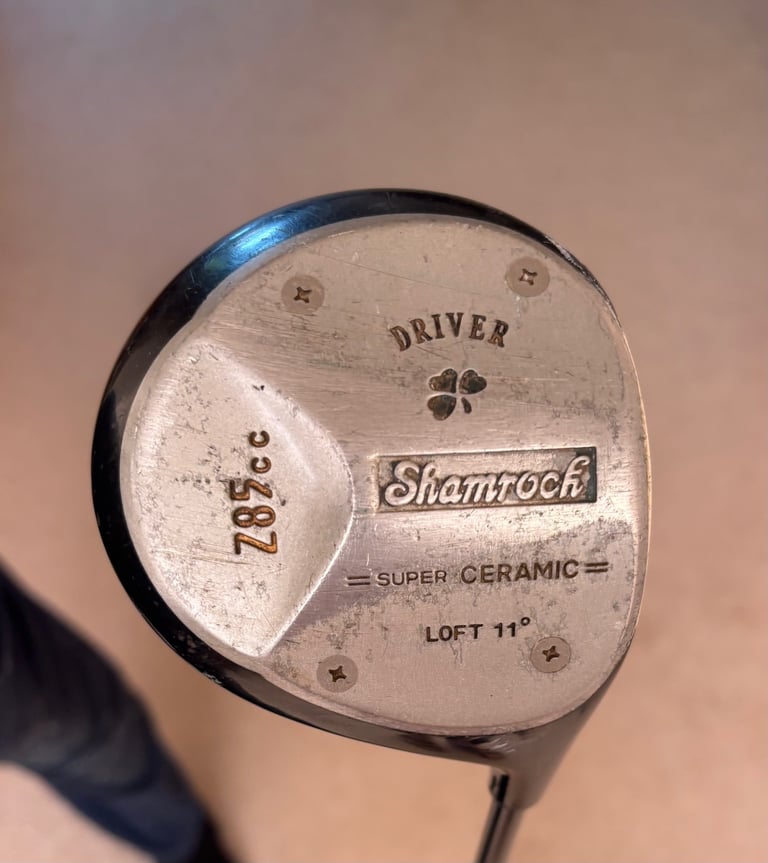 DRIVER
Shamrock
=SUPER CERAMIC=
LOFT 11°
285cc